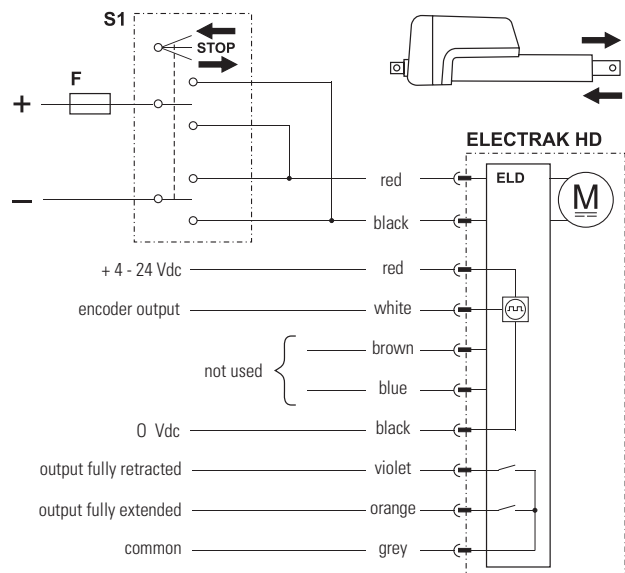 S1
STOP
F
+
–
ELECTRAK HD
ELD
M
red
black
+ 4 - 24 Vdc red
encoder output white
not used
brown
blue
0 Vdc black
output fully retracted violet
output fully extended orange
common grey